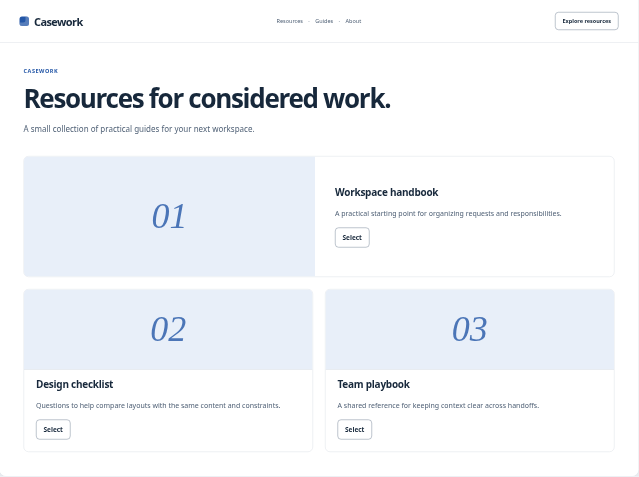 Casework
Resources · Guides · About
Explore resources
CASEWORK
Resources for considered work.
A small collection of practical guides for your next workspace.
01
Workspace handbook
A practical starting point for organizing requests and responsibilities.
Select
02
Design checklist
Questions to help compare layouts with the same content and constraints.
Select
03
Team playbook
A shared reference for keeping context clear across handoffs.
Select